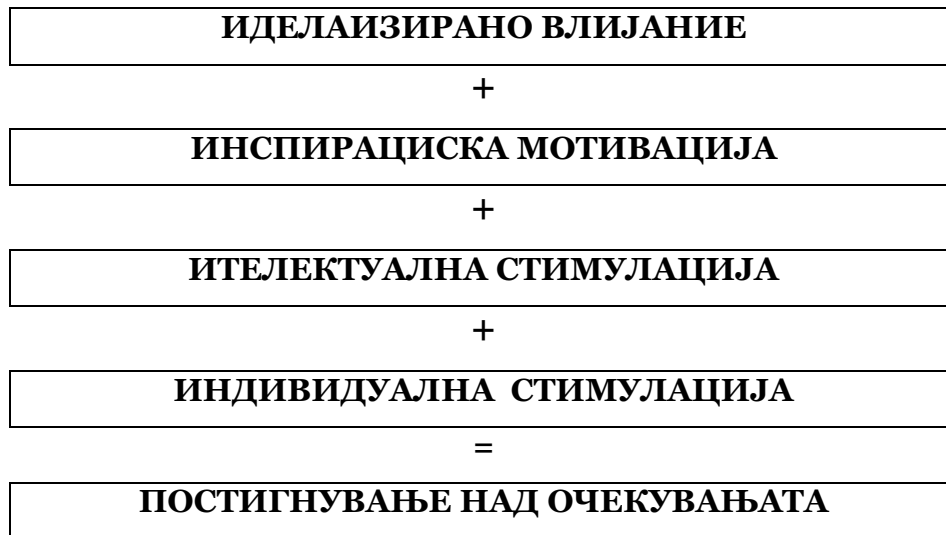 ИДЕЛАИЗИРАНО ВЛИЈАНИЕ
+
ИНСПИРАЦИСКА МОТИВАЦИЈА
+
ИТЕЛЕКТУАЛНА СТИМУЛАЦИЈА
+
ИНДИВИДУАЛНА СТИМУЛАЦИЈА
=
ПОСТИГНУВАЊЕ НАД ОЧЕКУВАЊАТА